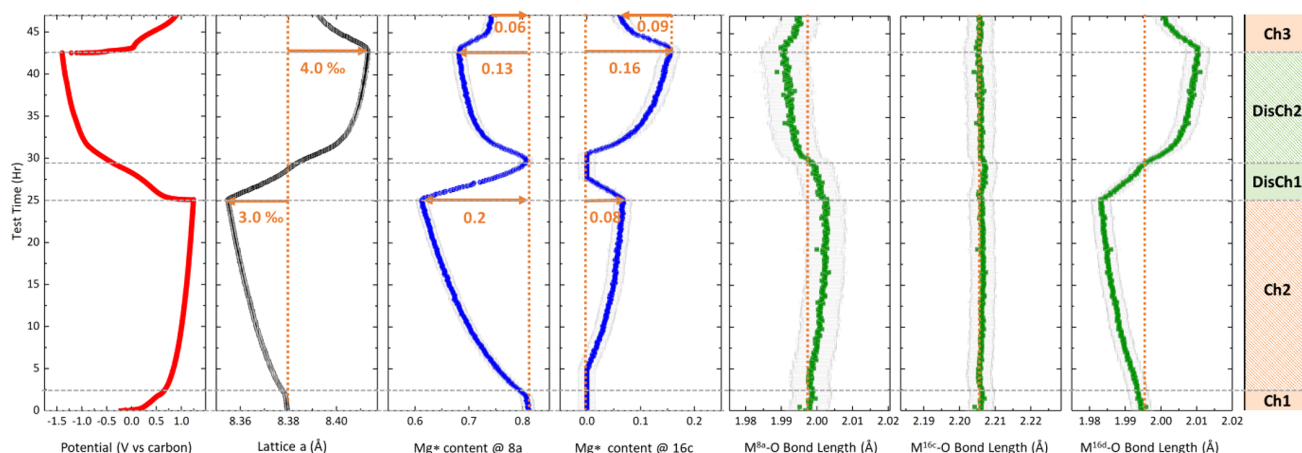 45
40
35
30
25
20
15
10
5
0
Test Time (Hr)
-1.5 -1.0 -0.5 0.0 0.5 1.0
Potential (V vs carbon)
4.0 ‰
3.0 ‰
8.36 8.38 8.40
Lattice a (Å)
0.06
0.13
0.2
0.6 0.7 0.8
Mg* content @ 8a
0.09
0.16
0.08
0.0 0.1 0.2
Mg* content @ 16c
1.98 1.99 2.00 2.01 2.02
M8a-O Bond Length (Å)
2.19 2.20 2.21 2.22
M16c-O Bond Length (Å)
1.98 1.99 2.00 2.01 2.02
M16d-O Bond Length (Å)
Ch3
DisCh2
DisCh1
Ch2
Ch1